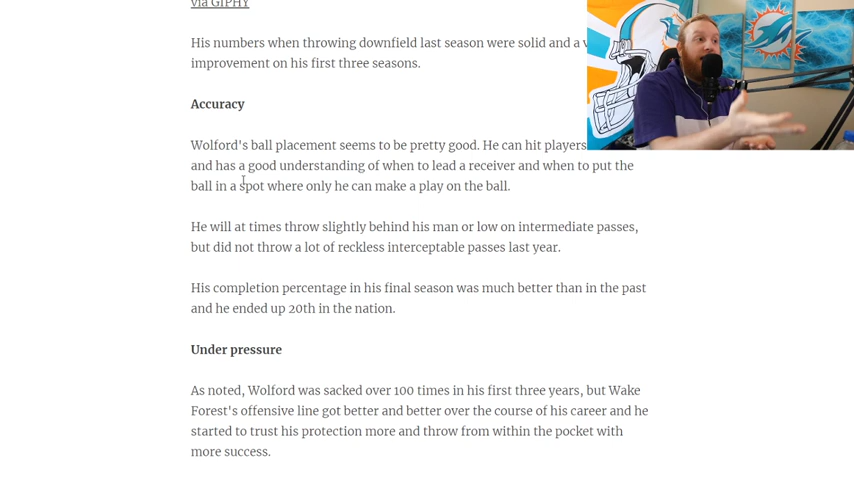 via GIPHY
His numbers when throwing downfield last season were solid and a
improvement on his first three seasons.
Accuracy
Wolford's ball placement seems to be pretty good. He can hit players
and has a good understanding of when to lead a receiver and when to put the
ball in a spot where only he can make a play on the ball.
He will at times throw slightly behind his man or low on intermediate passes,
but did not throw a lot of reckless interceptable passes last year.
His completion percentage in his final season was much better than in the past
and he ended up 20th in the nation.
Under pressure
As noted, Wolford was sacked over 100 times in his first three years, but Wake
Forest's offensive line got better and better over the course of his career and he
started to trust his protection more and throw from within the pocket with
more success.